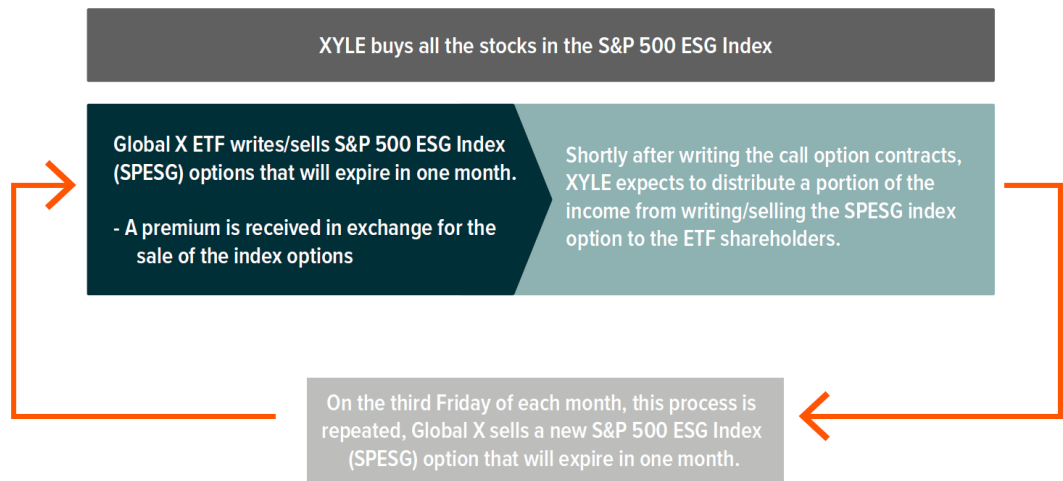 XYLE buys all the stocks in the S&P 500 ESG Index
Global X ETF writes/sells S&P 500 ESG Index
(SPESG) options that will expire in one month.
- A premium is received in exchange for the
sale of the index options
Shortly after writing the call option contracts,
XYLE expects to distribute a portion of the
income from writing/selling the SPESG index
option to the ETF shareholders.
On the third Friday of each month, this process is
repeated, Global X sells a new S&P 500 ESG Index
(SPESG) option that will expire in one month.